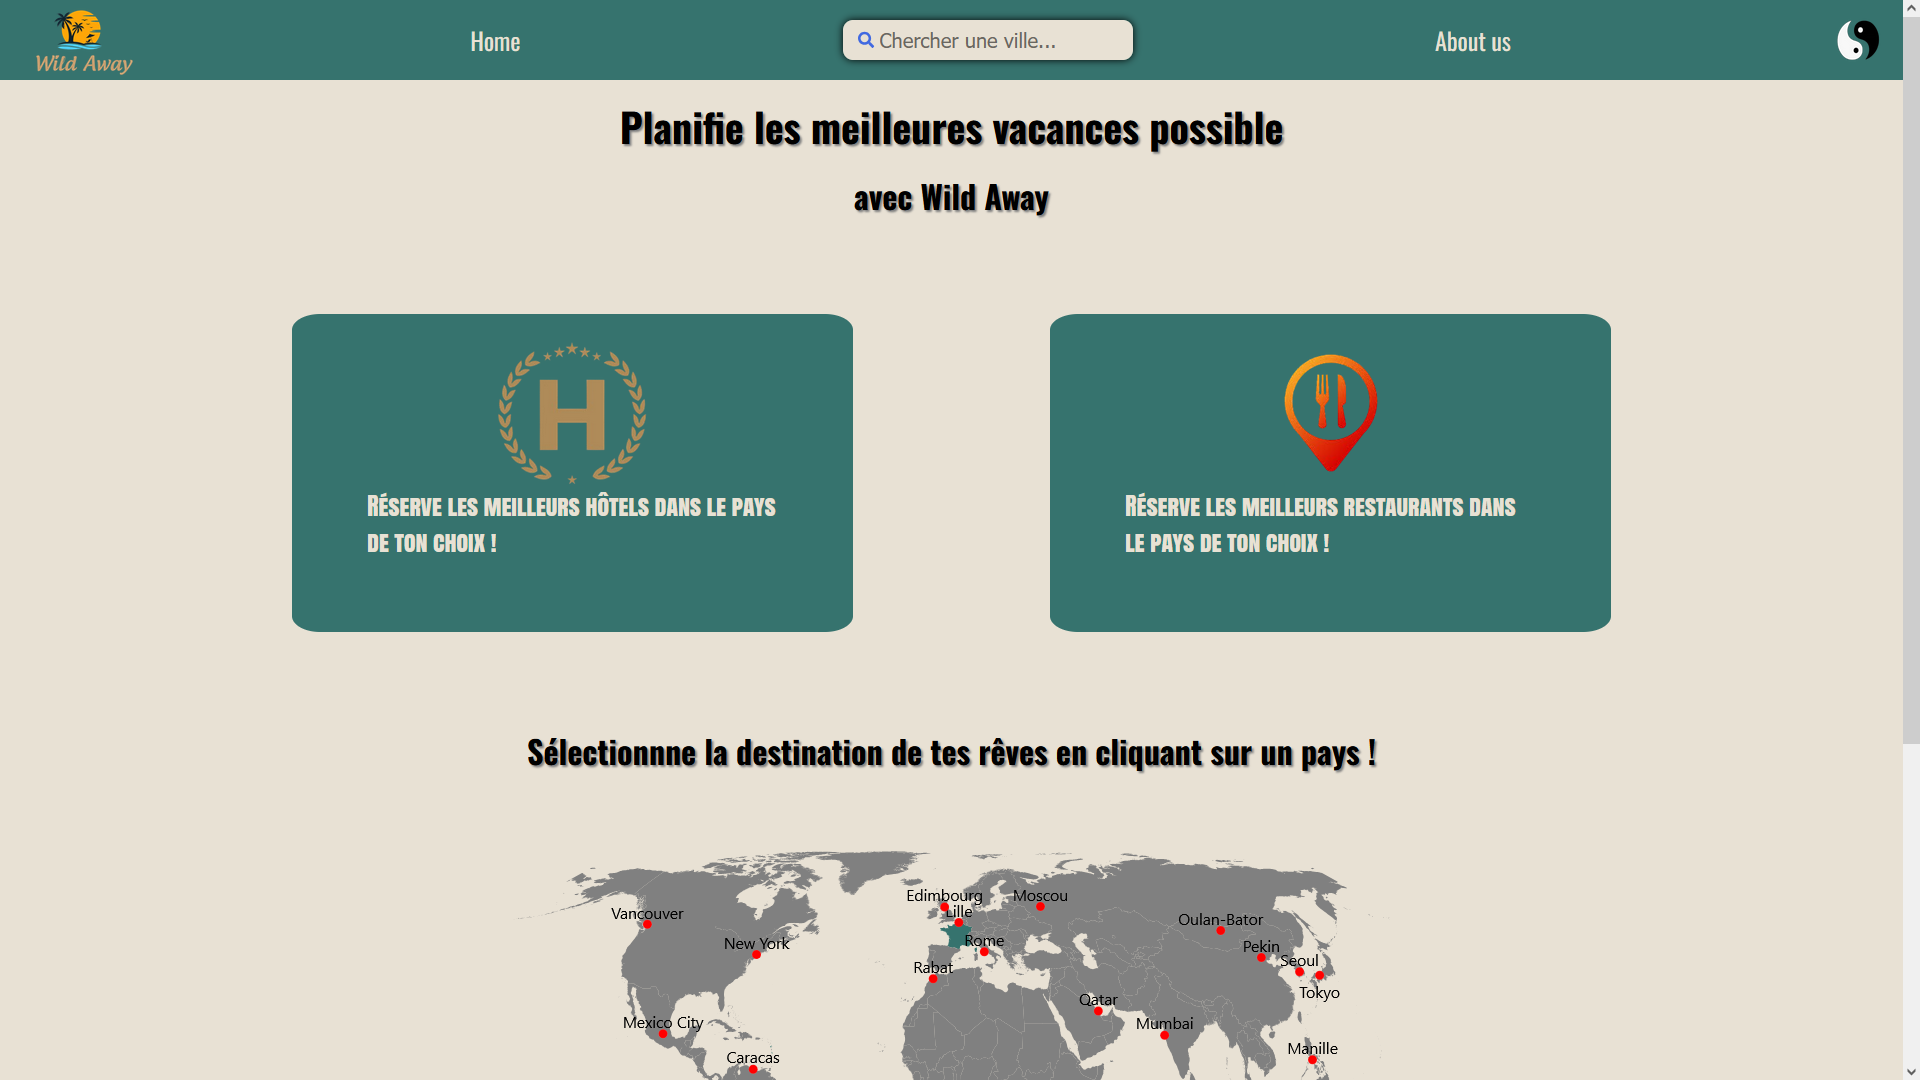 Wild Away
Home
Chercher une ville...
About us
Planifie les meilleures vacances possible
avec Wild Away
H
Réserve les meilleurs hôtels dans le pays
de ton choix !
Réserve les meilleurs restaurants dans
le pays de ton choix !
Sélectionnne la destination de tes rêves en cliquant sur un pays !
Edimbourg
Moscou
Lille
Vancouver
Oulan-Bator
New York
Rome
Pekin
Seoul
Rabat
Tokyo
Qatar
Mexico City
Mumbai
Manille
Caracas